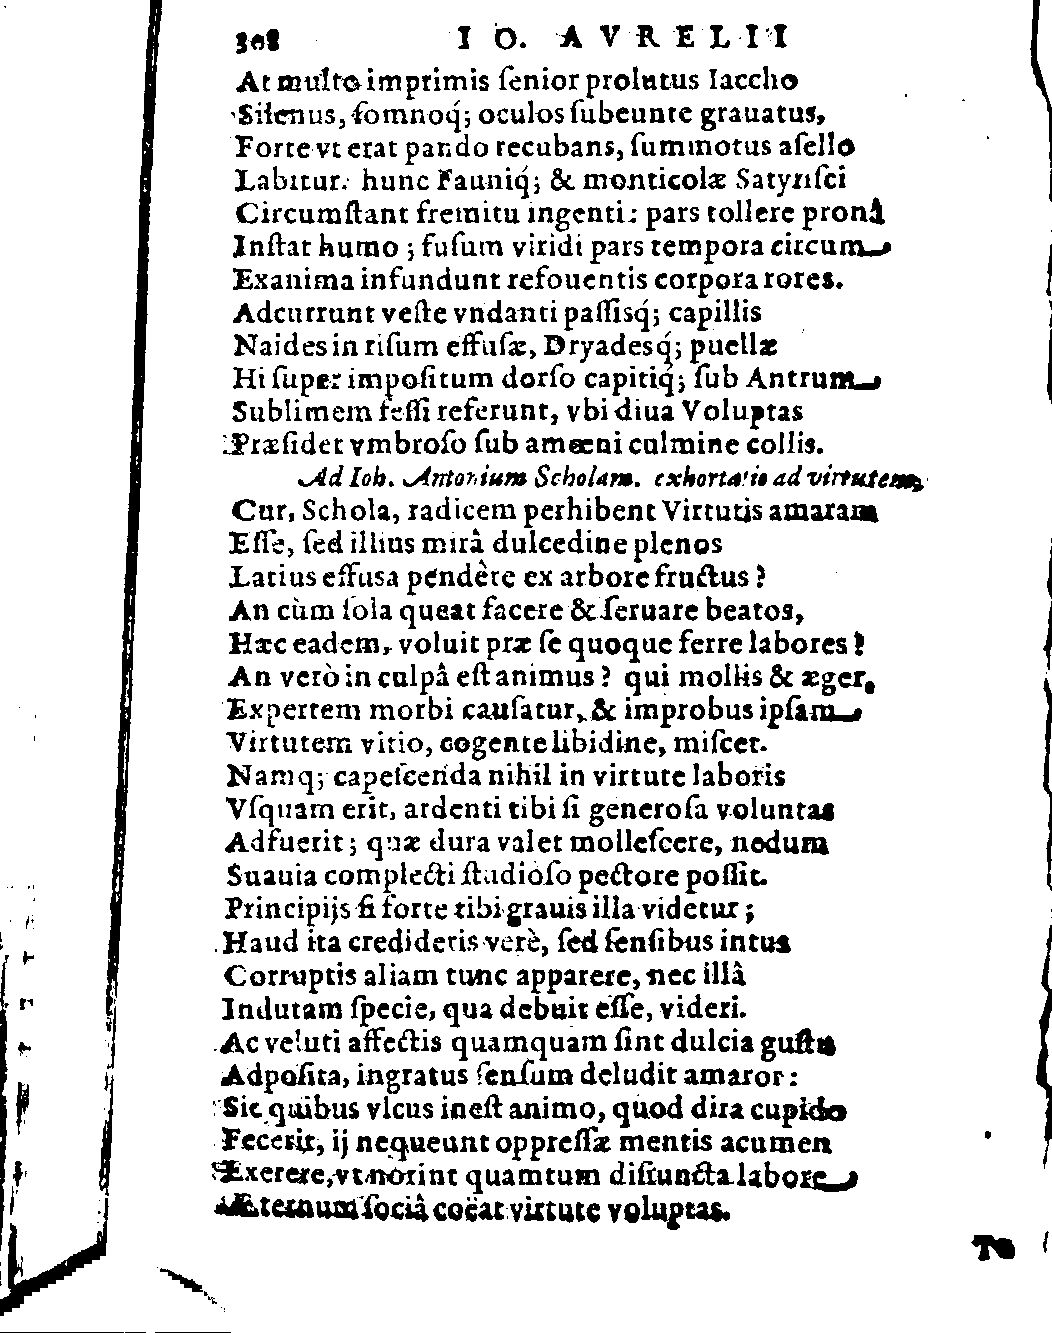 308 IO. AVRELII
At multo imprimis ſenior prolutus Iaccho
Silenus, ſomnoq́; oculos ſubeunte grauatus,
Forte vt erat pando recubans, ſummotus aſello
Labitur: hunc Fauniq́; & monticolæ Satyriſci
Circumſtant fremitu ingenti: pars tollere pronâ
Inſtat humo; fuſum viridi pars tempora circum
Exanima infundunt refouentis corpora rores.
Adcurrunt veſte vndanti paſſisq́; capillis
Naides in riſum effuſæ, Dryadesq́; puellæ
Hi ſuper impoſitum dorſo capitiq́; ſub Antrum
Sublimem feſſi referunt, vbi diua Voluptas
Præſidet vmbroſo ſub amœni culmine collis.
Ad Ioh. Antonium Scholam. exhortatio ad virtutem.
Cur, Schola, radicem perhibent Virtutis amaram
Eſſe, ſed illius mirâ dulcedine plenos
Latius effusa pendêre ex arbore fructus?
An cùm ſola queat facere & ſeruare beatos,
Hæc eadem, voluit præ ſe quoque ferre labores?
An verò in culpâ eſt animus? qui mollis & æger,
Expertem morbi cauſatur, & improbus ipſam
Virtutem vitio, cogente libidine, miſcet.
Namq; capeſcenda nihil in virtute laboris
Vſquam erit, ardenti tibi ſi generoſa voluntas
Adfuerit; quæ dura valet molleſcere, nedum
Suauia complecti ſtudioſo pectore poſſit.
Principijs ſi forte tibi grauis illa videtur;
Haud ita credideris verè, ſed ſenſibus intus
Corruptis aliam tunc apparere, nec illâ
Indutam ſpecie, qua debuit eſſe, videri.
Ac veluti affectis quamquam ſint dulcia guſtu
Adpoſita, ingratus ſenſum deludit amaror:
Sic quibus vlcus ineſt animo, quod dira cupido
Fecerit, ij nequeunt oppreſſæ mentis acumen
Exerere, vt norint quamtum diſiuncta labore
Æternum ſociâ coëat virtute voluptas.
To